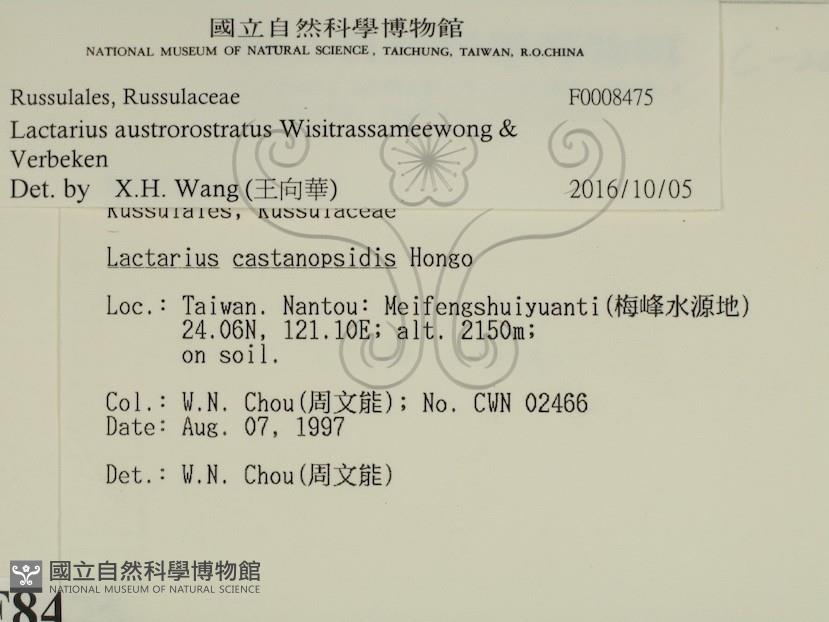 國立自然科學博物館
NATIONAL MUSEUM OF NATURAL SCIENCE, TAICHUNG, TAIWAN, R.O.CHINA
Russulales, Russulaceae F0008475
Lactarius austrorostratus Wisitrassameewong &
Verbeken
Det. by X.H. Wang (王向華) 2016/10/05
Russulales, Russulaceae
Lactarius castanopsidis Hongo
Loc.: Taiwan. Nantou: Meifengshuiyuanti(梅峰水源地)
24.06N, 121.10E; alt. 2150m;
on soil.
Col.: W.N. Chou(周文能); No. CWN 02466
Date: Aug. 07, 1997
Det.: W.N. Chou(周文能)
國立自然科學博物館
NATIONAL MUSEUM OF NATURAL SCIENCE
F84